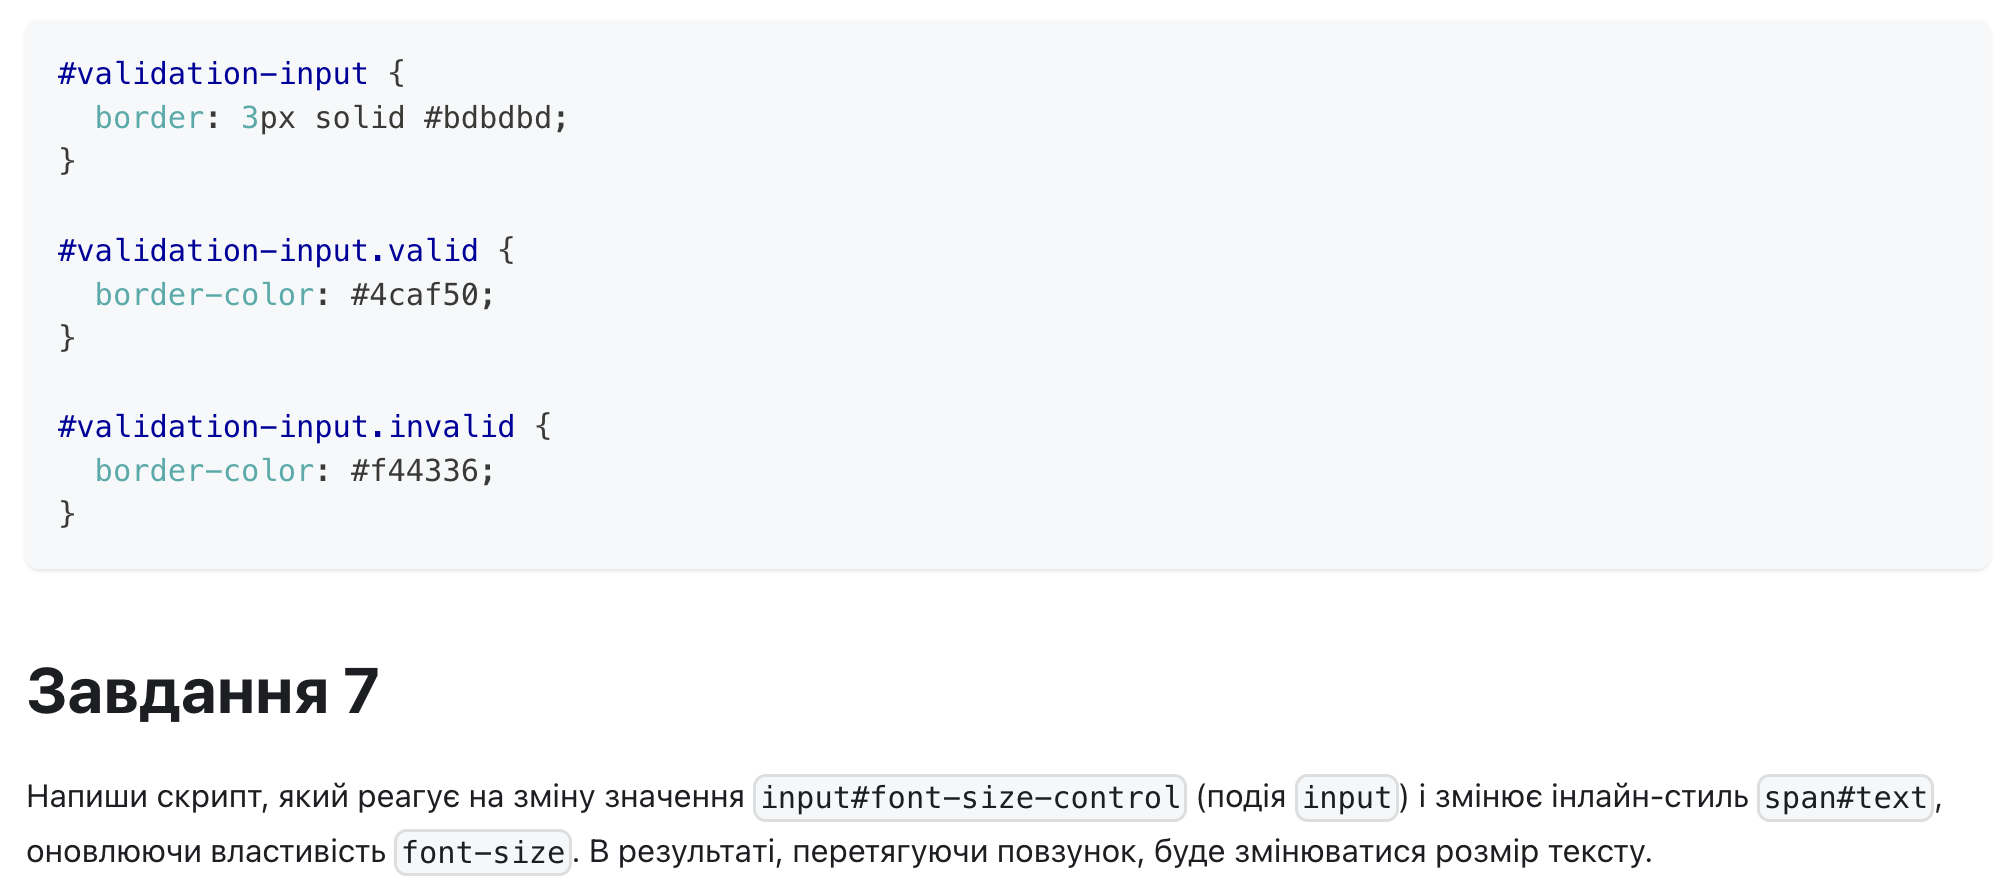 #validation-input {
  border: 3px solid #bdbdbd;
}

#validation-input.valid {
  border-color: #4caf50;
}

#validation-input.invalid {
  border-color: #f44336;
}

Завдання 7
Напиши скрипт, який реагує на зміну значення input#font-size-control (подія input) і змінює інлайн-стиль span#text,
оновлюючи властивість font-size. В результаті, перетягуючи повзунок, буде змінюватися розмір тексту.